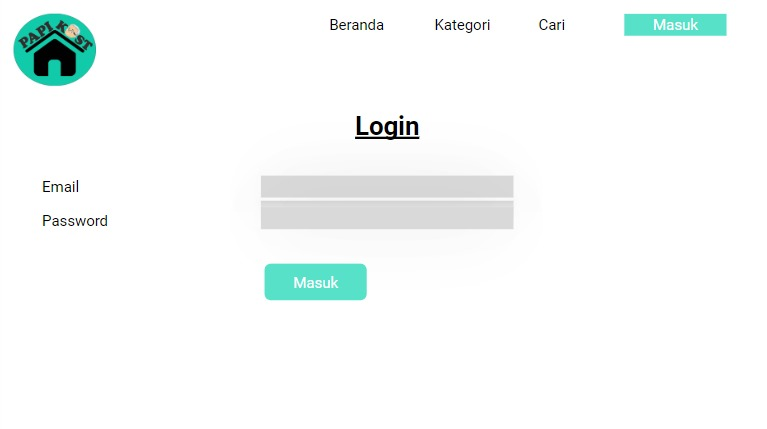 PAPI KOST
Beranda Kategori Cari Masuk
Login
Email
Password
Masuk